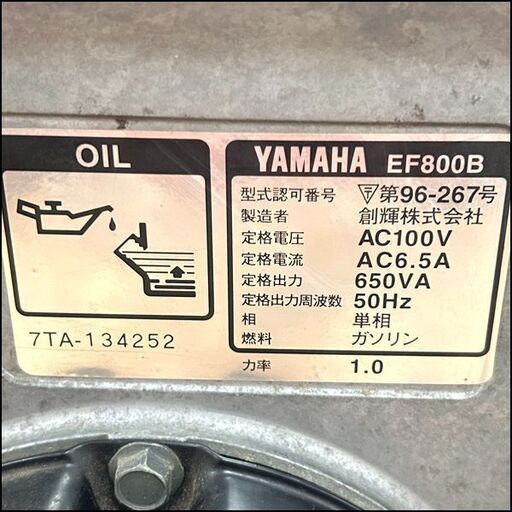 OIL
7TA-134252
YAMAHA EF800B
型式認可番号 第96-267号
製造者 創輝株式会社
定格電圧 AC100V
定格電流 AC6.5A
定格出力 650VA
定格出力周波数 50Hz
相 単相
燃料 ガソリン
力率 1.0